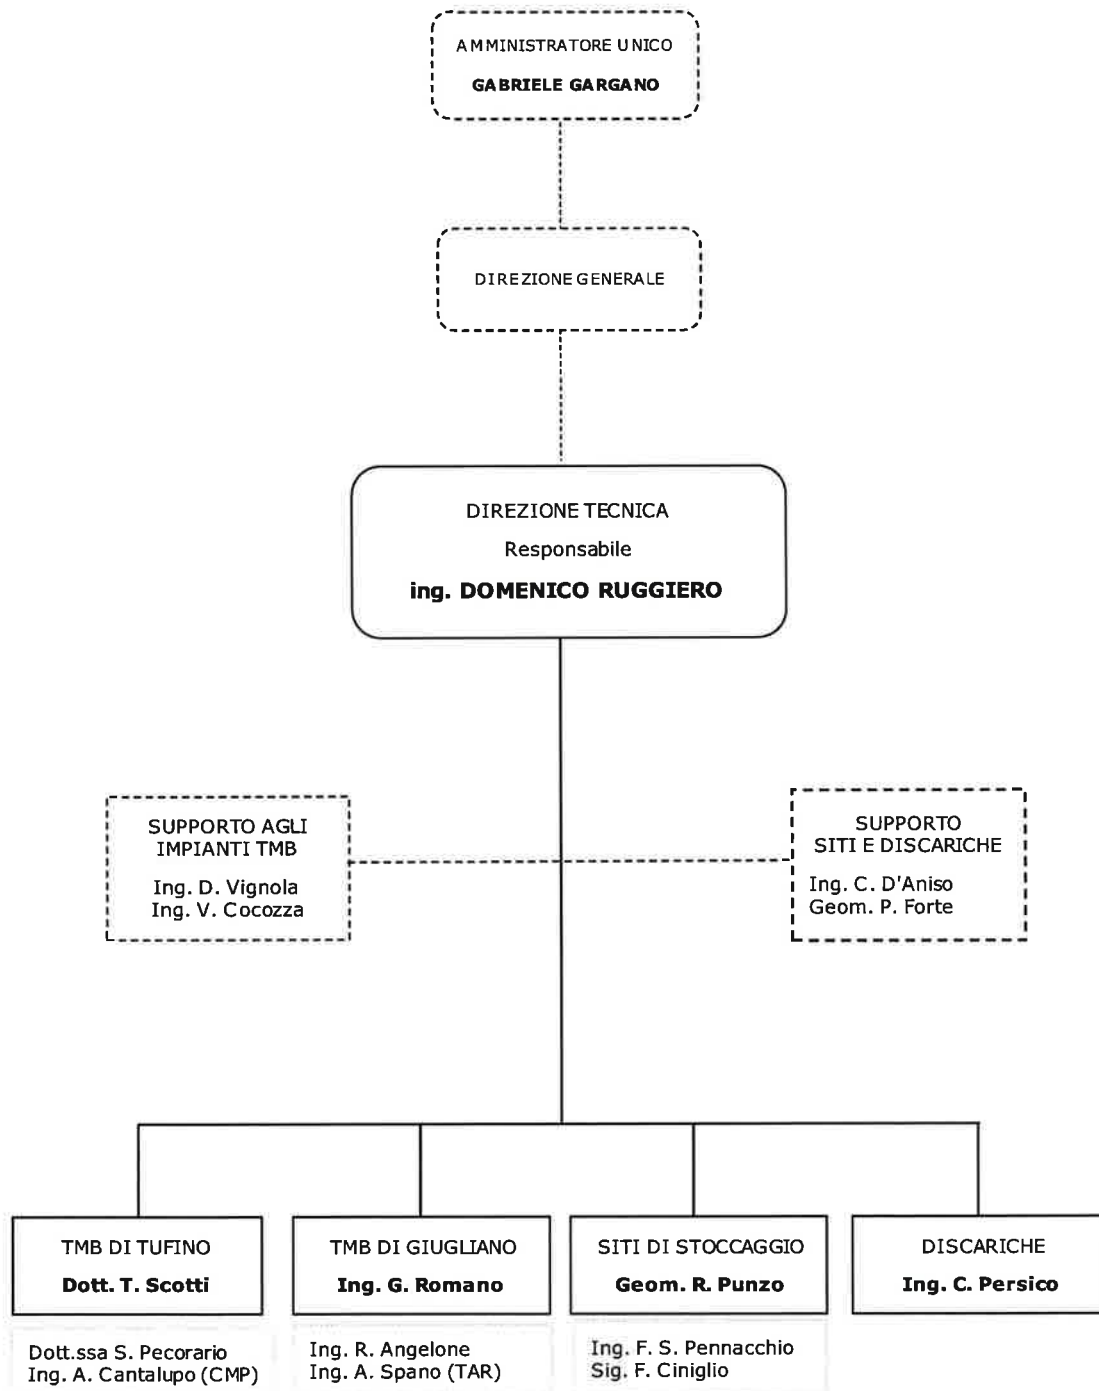 AMMINISTRATORE UNICO
GABRIELE GARGANO
DIREZIONE GENERALE
DIREZIONE TECNICA
Responsabile
ing. DOMENICO RUGGIERO
SUPPORTO AGLI
IMPIANTI TMB
Ing. D. Vignola
Ing. V. Cocozza
SUPPORTO
SITI E DISCARICHE
Ing. C. D'Aniso
Geom. P. Forte
TMB DI TUFINO
Dott. T. Scotti
Dott.ssa S. Pecorario
Ing. A. Cantalupo (CMP)
TMB DI GIUGLIANO
Ing. G. Romano
Ing. R. Angelone
Ing. A. Spano (TAR)
SITI DI STOCCAGGIO
Geom. R. Punzo
Ing. F. S. Pennacchio
Sig. F. Ciniglio
DISCARICHE
Ing. C. Persico